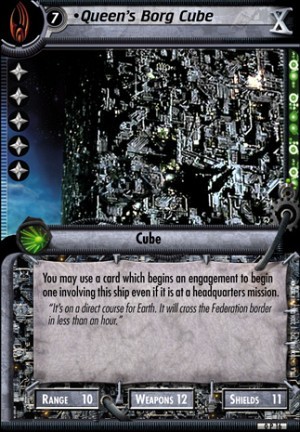 7
•Queen's Borg Cube
Cube
You may use a card which begins an engagement to begin
one involving this ship even if it is at a headquarters mission.
"It's on a direct course for Earth. It will cross the Federation border
in less than an hour."
RANGE 10
WEAPONS 12
SHIELDS 11
0 P 16